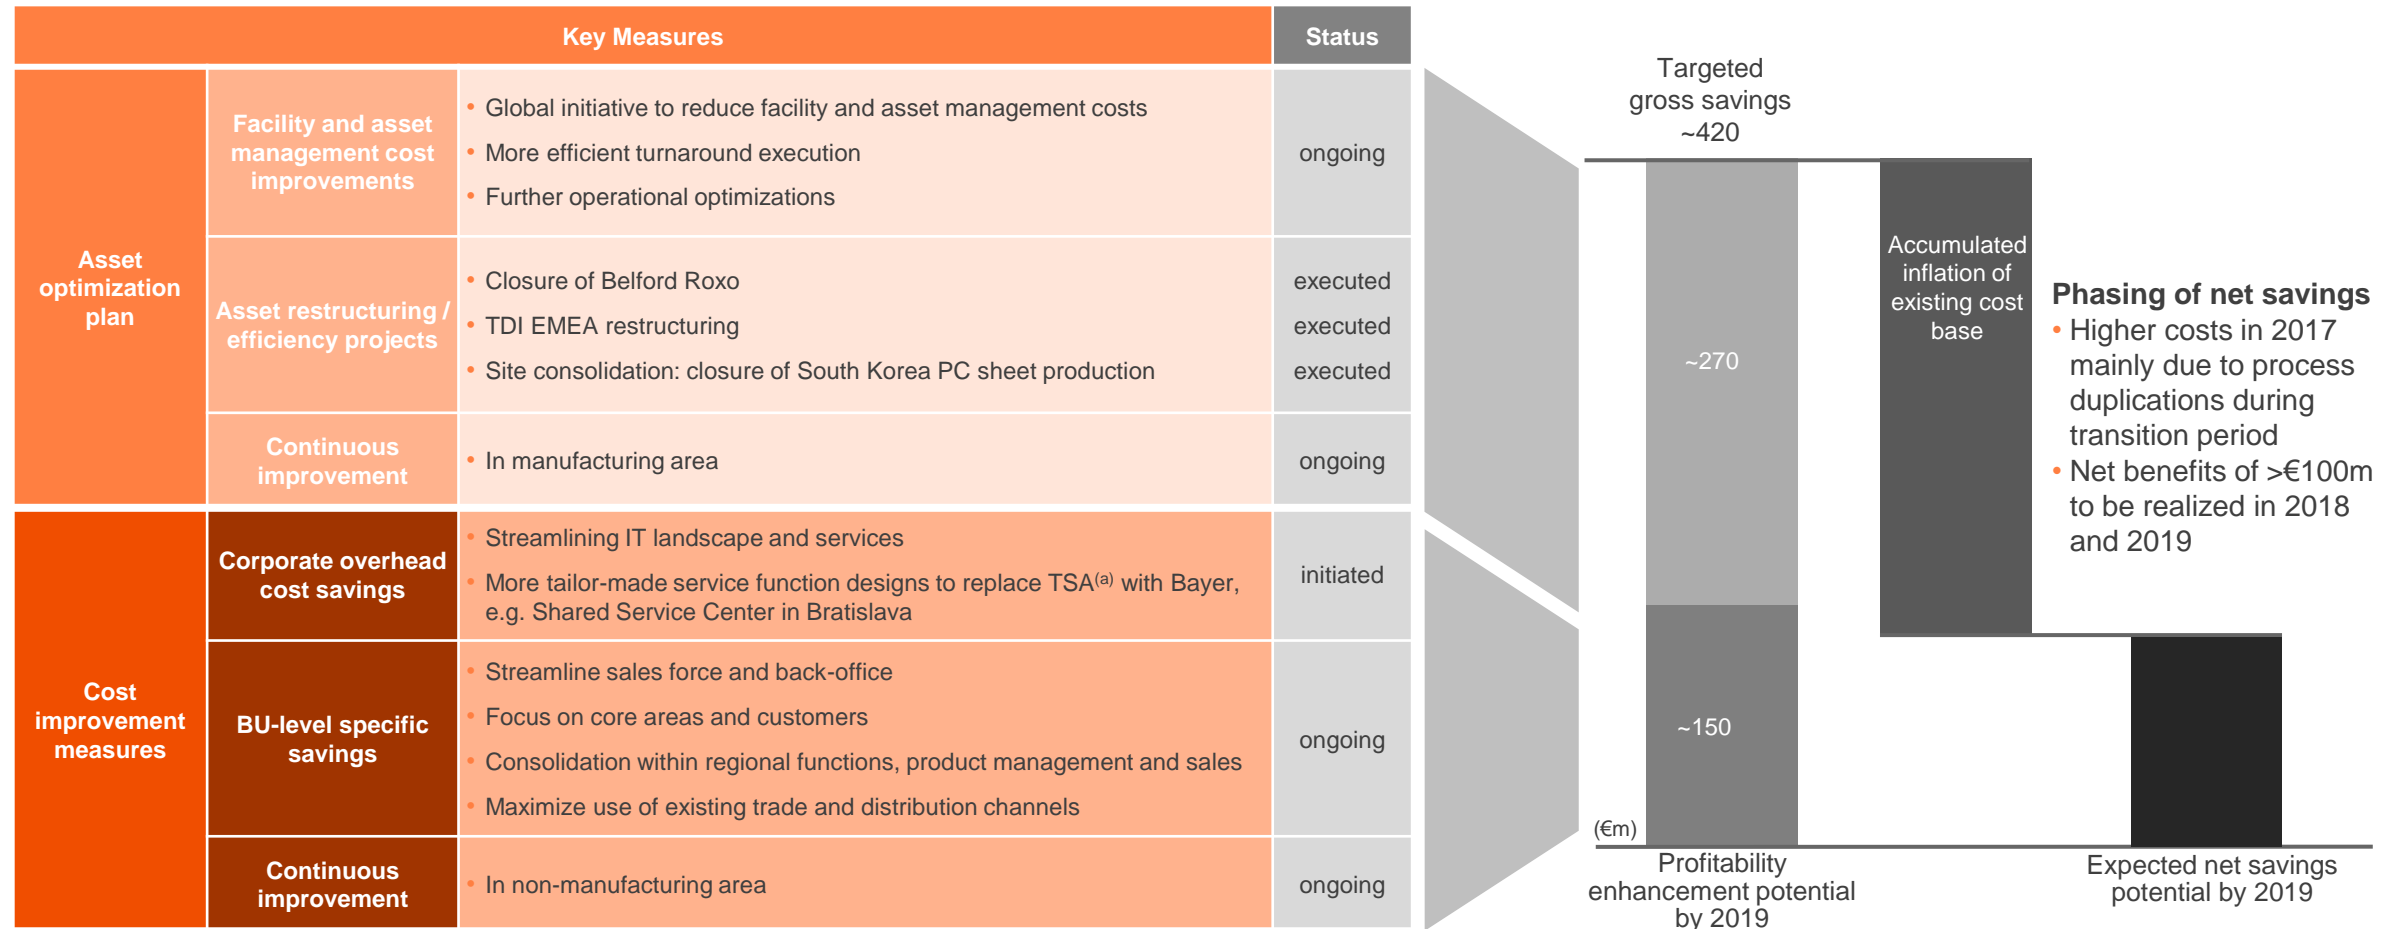 Key Measures
Status
Asset
optimization
plan
Facility and asset
management cost
improvements
• Global initiative to reduce facility and asset management costs
• More efficient turnaround execution
• Further operational optimizations
ongoing
Asset restructuring /
efficiency projects
• Closure of Belford Roxo
executed
• TDI EMEA restructuring
executed
• Site consolidation: closure of South Korea PC sheet production
executed
Continuous
improvement
• In manufacturing area
ongoing
Cost
improvement
measures
Corporate overhead
cost savings
• Streamlining IT landscape and services
• More tailor-made service function designs to replace TSA(a) with Bayer,
e.g. Shared Service Center in Bratislava
initiated
BU-level specific
savings
• Streamline sales force and back-office
• Focus on core areas and customers
• Consolidation within regional functions, product management and sales
• Maximize use of existing trade and distribution channels
ongoing
Continuous
improvement
• In non-manufacturing area
ongoing
Targeted
gross savings
~420
~270
~150
(€m)
Profitability
enhancement potential
by 2019
Accumulated
inflation of
existing cost
base
Expected net savings
potential by 2019
Phasing of net savings
• Higher costs in 2017
mainly due to process
duplications during
transition period
• Net benefits of >€100m
to be realized in 2018
and 2019